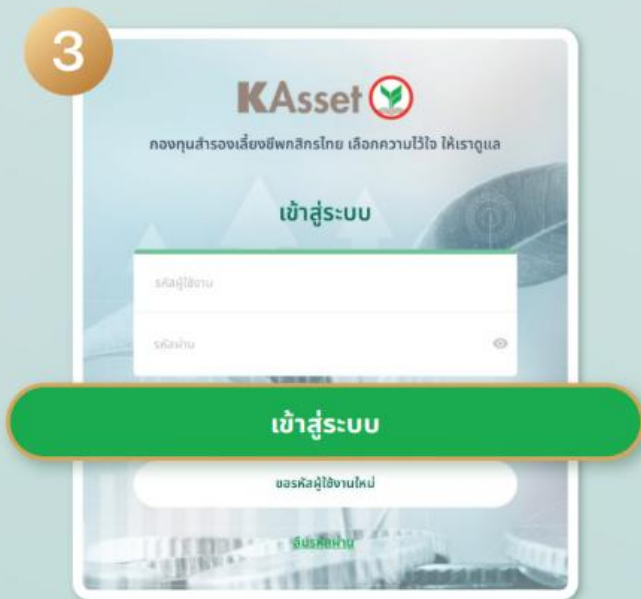 3
KAsset
กองทุนสำรองเลี้ยงชีพกสิกรไทย เลือกความไว้ใจ ให้เราดูแล
เข้าสู่ระบบ
รหัสผู้ใช้งาน
รหัสผ่าน
เข้าสู่ระบบ
ขอรหัสผู้ใช้งานใหม่
ลืมรหัสผ่าน